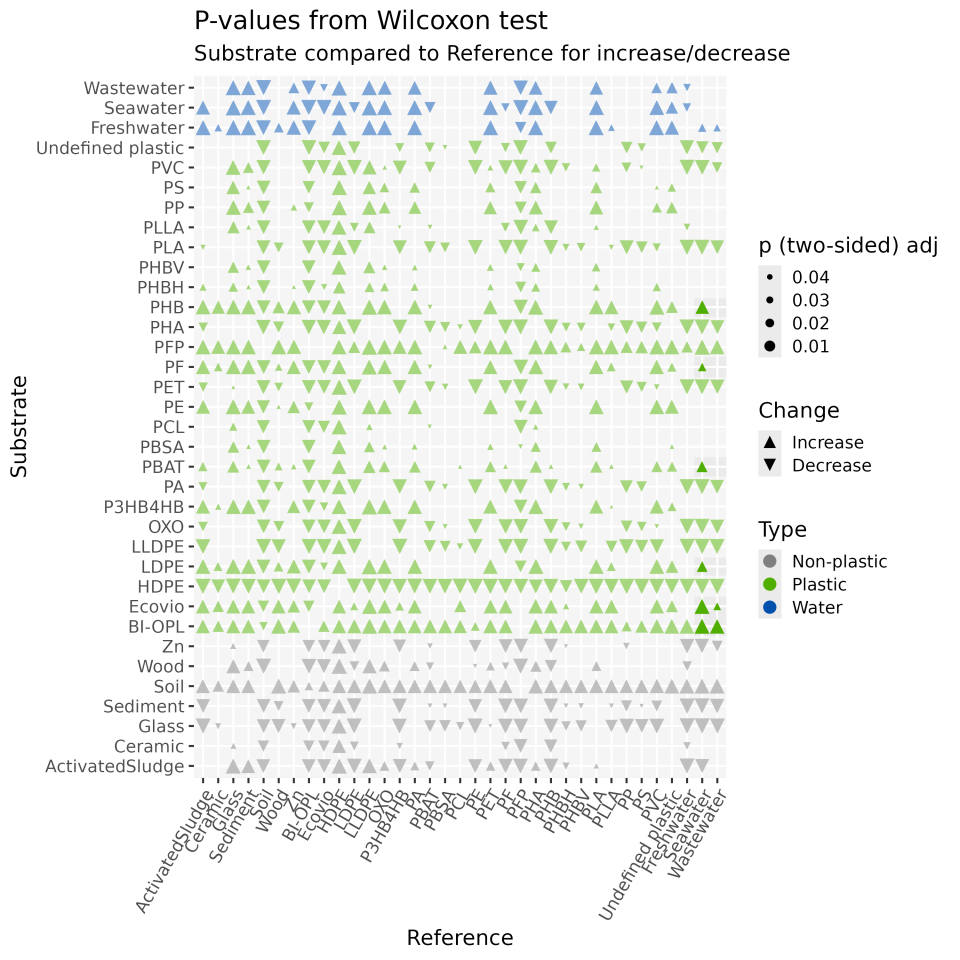 P-values from Wilcoxon test
Substrate compared to Reference for increase/decrease
Substrate
Wastewater
Seawater
Freshwater
Undefined plastic
PVC
PS
PP
PLLA
PLA
PHBV
PHBH
PHB
PHA
PFP
PF
PET
PE
PCL
PBSA
PBAT
PA
P3HB4HB
OXO
LLDPE
LDPE
HDPE
Ecovio
BI-OPL
Zn
Wood
Soil
Sediment
Glass
Ceramic
ActivatedSludge
ActivatedSludge
Ceramic
Glass
Sediment
Soil
Wood
Zn
BI-OPL
Ecovio
HDPE
LDPE
LLDPE
OXO
P3HB4HB
PA
PBAT
PBSA
PCL
PE
PET
PF
PFP
PHA
PHB
PHBH
PHBV
PLA
PLLA
PP
PS
PVC
Undefined plastic
Freshwater
Seawater
Wastewater
Reference
p (two-sided) adj
0.04
0.03
0.02
0.01
Change
Increase
Decrease
Type
Non-plastic
Plastic
Water